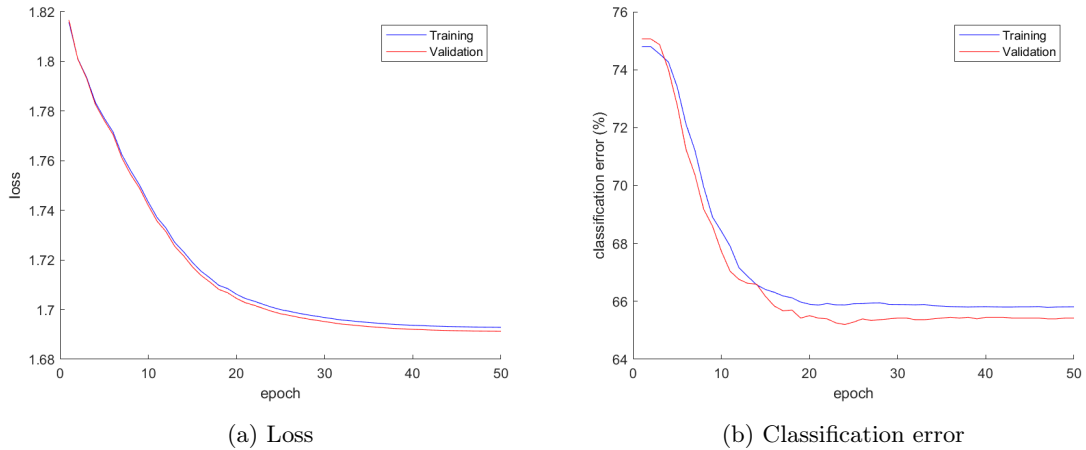 1.82
1.8
1.78
1.76
1.74
1.72
1.7
1.68
loss
0 10 20 30 40 50
epoch
Training
Validation
(a) Loss
76
74
72
70
68
66
64
classification error (%)
0 10 20 30 40 50
epoch
Training
Validation
(b) Classification error